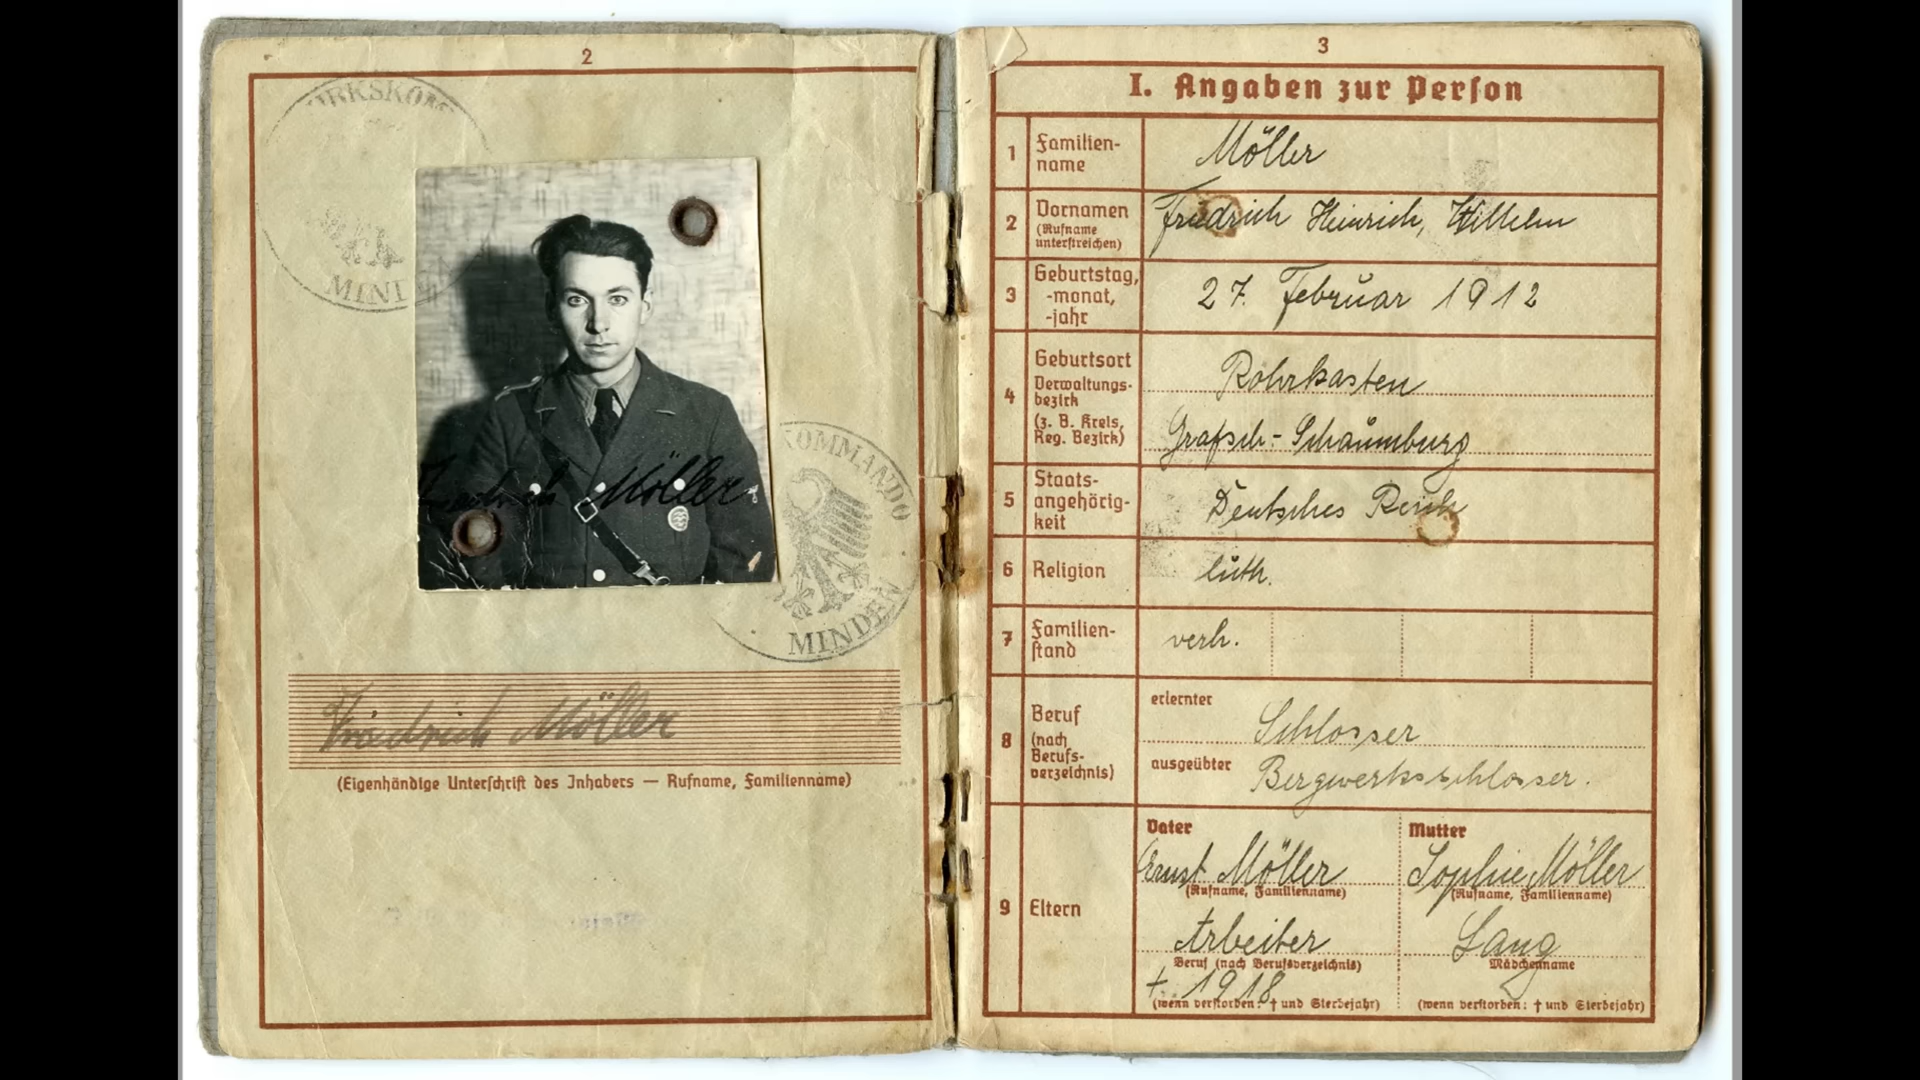 2
BEZIRKSKOM
MIND
Friedrich Möller
KOMMANDO
MINDEN
Friedrich Möller
(Eigenhändige Unterschrift des Inhabers — Rufname, Familienname)
3
I. Angaben zur Person
1 Familien-
name
Möller
2 Vornamen
(Rufname
unterstreichen)
Friedrich Heinrich, Wilhelm
3 Geburtstag,
-monat,
-jahr
27. Februar 1912
4 Geburtsort
Verwaltungs-
bezirk
(z. B. Kreis,
Reg. Bezirk)
Rohrkasten
Grafsch-Schaumburg
5 Staats-
angehörig-
keit
Deutsches Reich
6 Religion
luth.
7 Familien-
stand
verh.
8 Beruf
(nach
Berufs-
verzeichnis)
erlernter
Schlosser
ausgeübter
Bergwerksschlosser.
9 Eltern
Vater
Ernst Möller
(Rufname, Familienname)
Arbeiter
Beruf (nach Berufsverzeichnis)
†. 1918
(wenn verstorben: † und Sterbejahr)
Mutter
Sophie Möller
(Rufname, Familienname)
Lang
Mädchenname
(wenn verstorben: † und Sterbejahr)